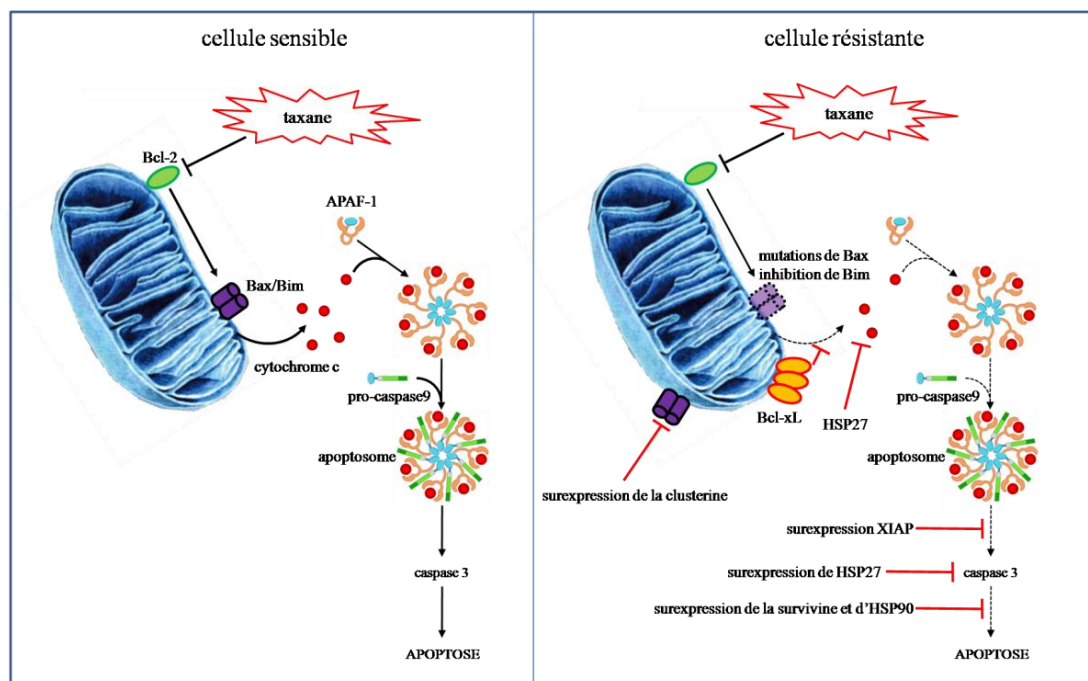 cellule sensible
taxane
Bcl-2
APAF-1
Bax/Bim
cytochrome c
pro-caspase9
apoptosome
caspase 3
APOPTOSE
cellule résistante
taxane
mutations de Bax
inhibition de Bim
Bcl-xL
HSP27
pro-caspase9
surexpression de la clusterine
apoptosome
surexpression XIAP
surexpression de HSP27
caspase 3
surexpression de la survivine et d'HSP90
APOPTOSE